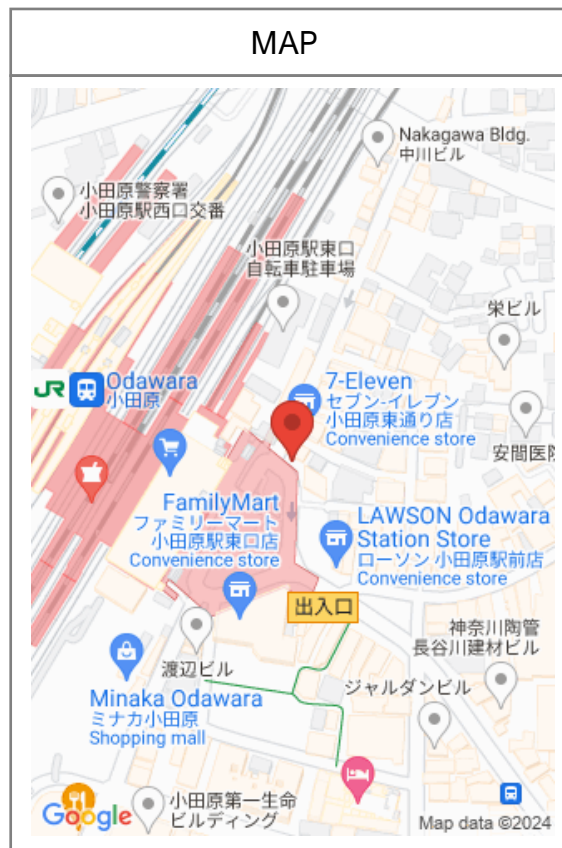 MAP
Nakagawa Bldg.
中川ビル
小田原警察署
小田原駅西口交番
小田原駅東口
自転車駐車場
栄ビル
JR
Odawara
小田原
7-Eleven
セブン-イレブン
小田原東通り店
Convenience store
安間医院
FamilyMart
ファミリーマート
小田原駅東口店
Convenience store
LAWSON Odawara
Station Store
ローソン 小田原駅前店
Convenience store
出入口
神奈川陶管
長谷川建材ビル
渡辺ビル
ジャルダンビル
Minaka Odawara
ミナカ小田原
Shopping mall
小田原第一生命
ビルディング
Google
Map data ©2024